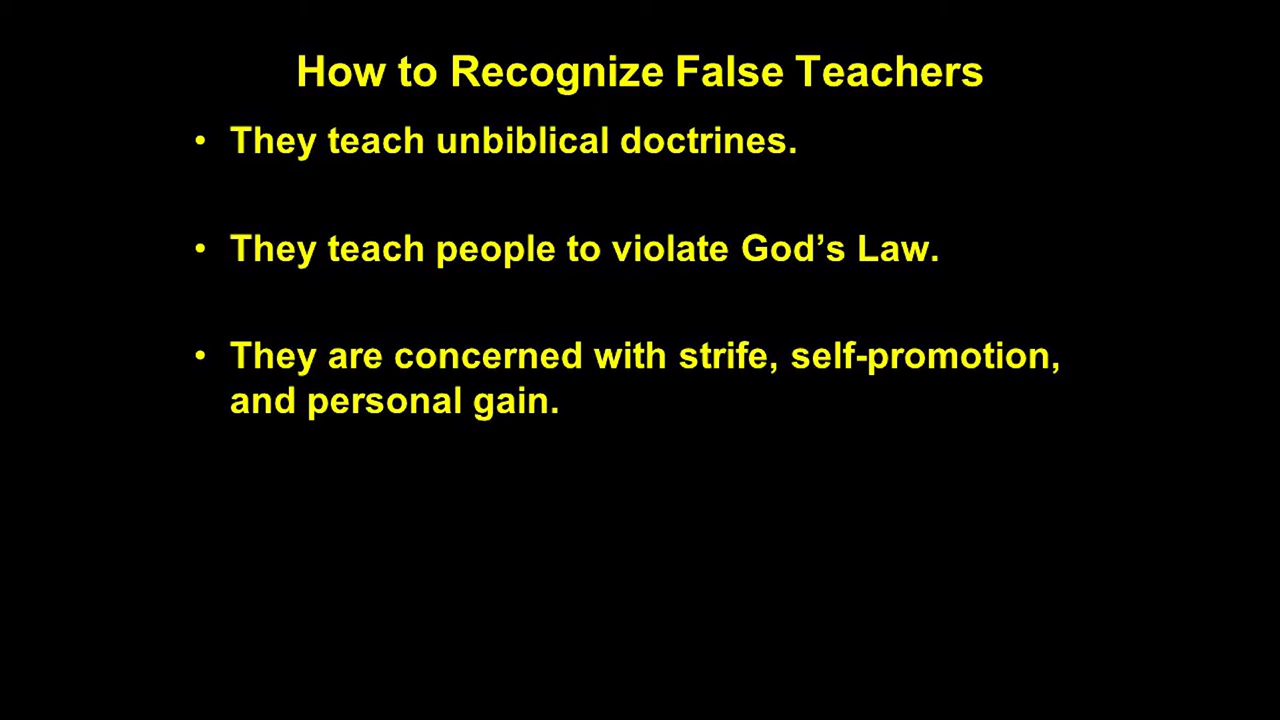 How to Recognize False Teachers
• They teach unbiblical doctrines.
• They teach people to violate God’s Law.
• They are concerned with strife, self-promotion,
and personal gain.